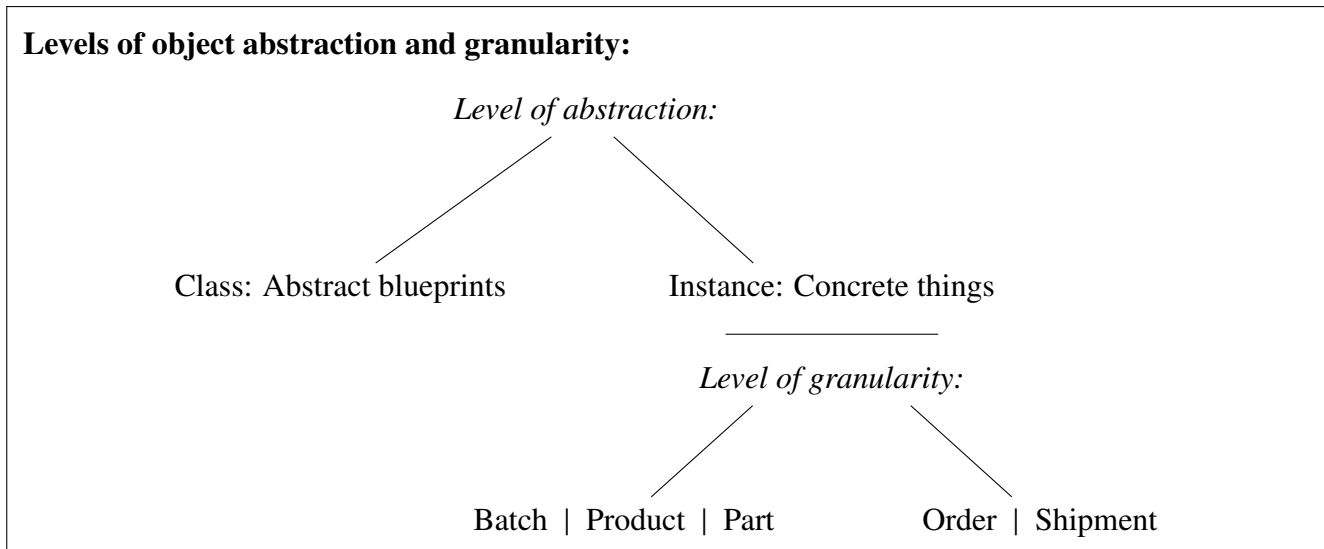 Levels of object abstraction and granularity:
Level of abstraction:
Class: Abstract blueprints Instance: Concrete things
Level of granularity:
Batch | Product | Part Order | Shipment